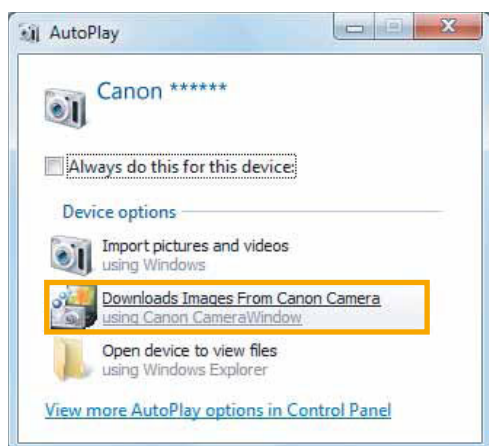 AutoPlay
Canon ******
Always do this for this device:
Device options
Import pictures and videos
using Windows
Downloads Images From Canon Camera
using Canon CameraWindow
Open device to view files
using Windows Explorer
View more AutoPlay options in Control Panel